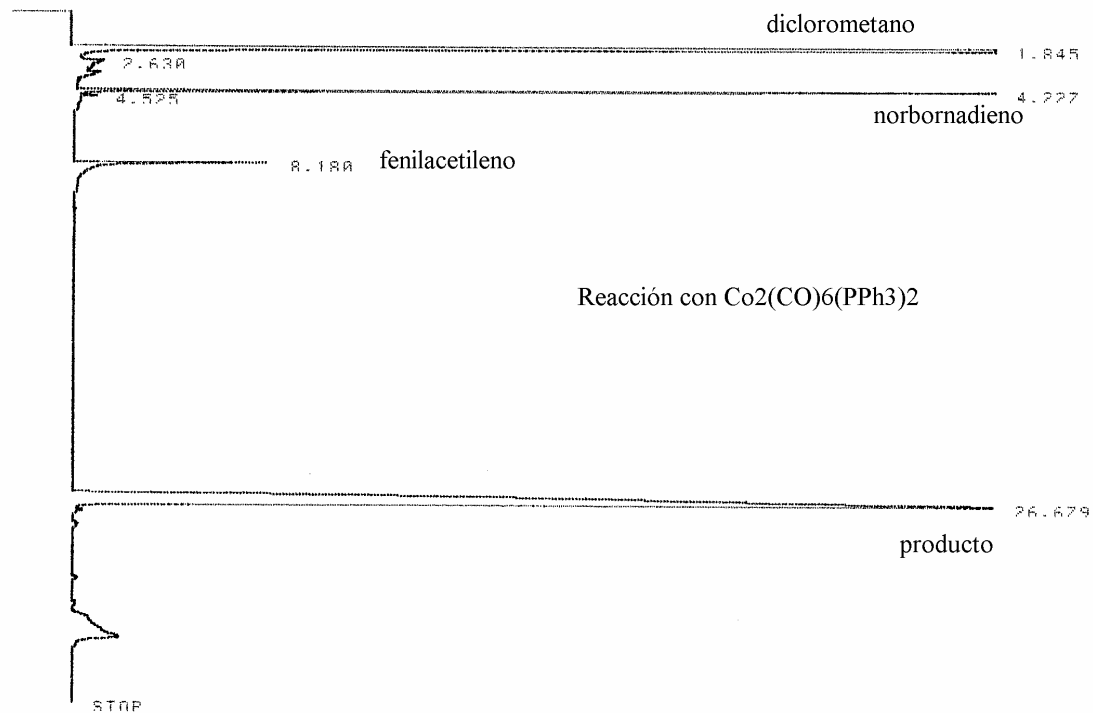 diclorometano
1.845
2.630
4.227
4.525
norbornadieno
8.180 fenilacetileno
Reacción con Co2(CO)6(PPh3)2
26.679
producto
STOP